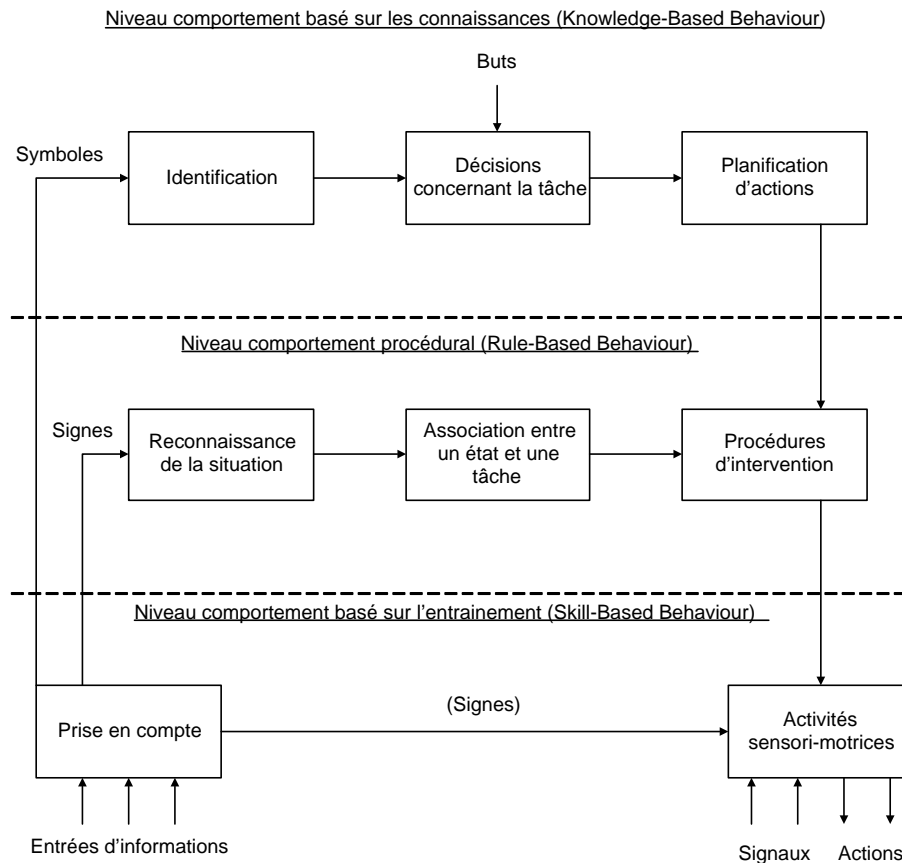 Niveau comportement basé sur les connaissances (Knowledge-Based Behaviour)
Buts
Symboles
Identification
Décisions
concernant la tâche
Planification
d'actions
Niveau comportement procédural (Rule-Based Behaviour)
Signes
Reconnaissance
de la situation
Association entre
un état et une
tâche
Procédures
d'intervention
Niveau comportement basé sur l'entrainement (Skill-Based Behaviour)
Prise en compte
(Signes)
Activités
sensori-motrices
Entrées d'informations
Signaux
Actions